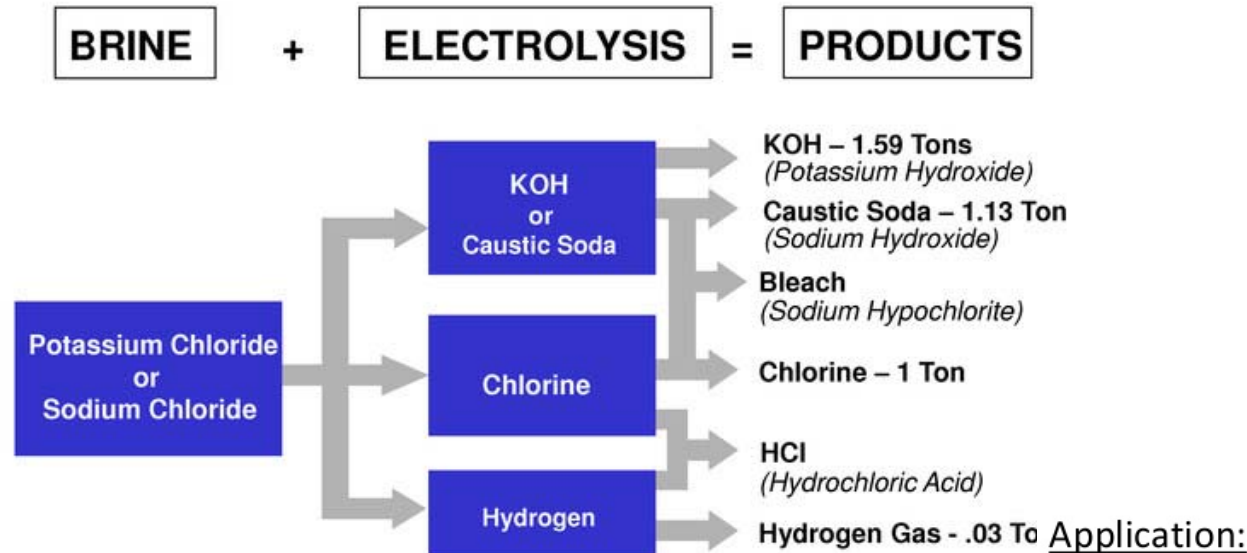 BRINE + ELECTROLYSIS = PRODUCTS
Potassium Chloride
or
Sodium Chloride
KOH
or
Caustic Soda
Chlorine
Hydrogen
KOH – 1.59 Tons
(Potassium Hydroxide)
Caustic Soda – 1.13 Ton
(Sodium Hydroxide)
Bleach
(Sodium Hypochlorite)
Chlorine – 1 Ton
HCl
(Hydrochloric Acid)
Hydrogen Gas - .03 To
Application: